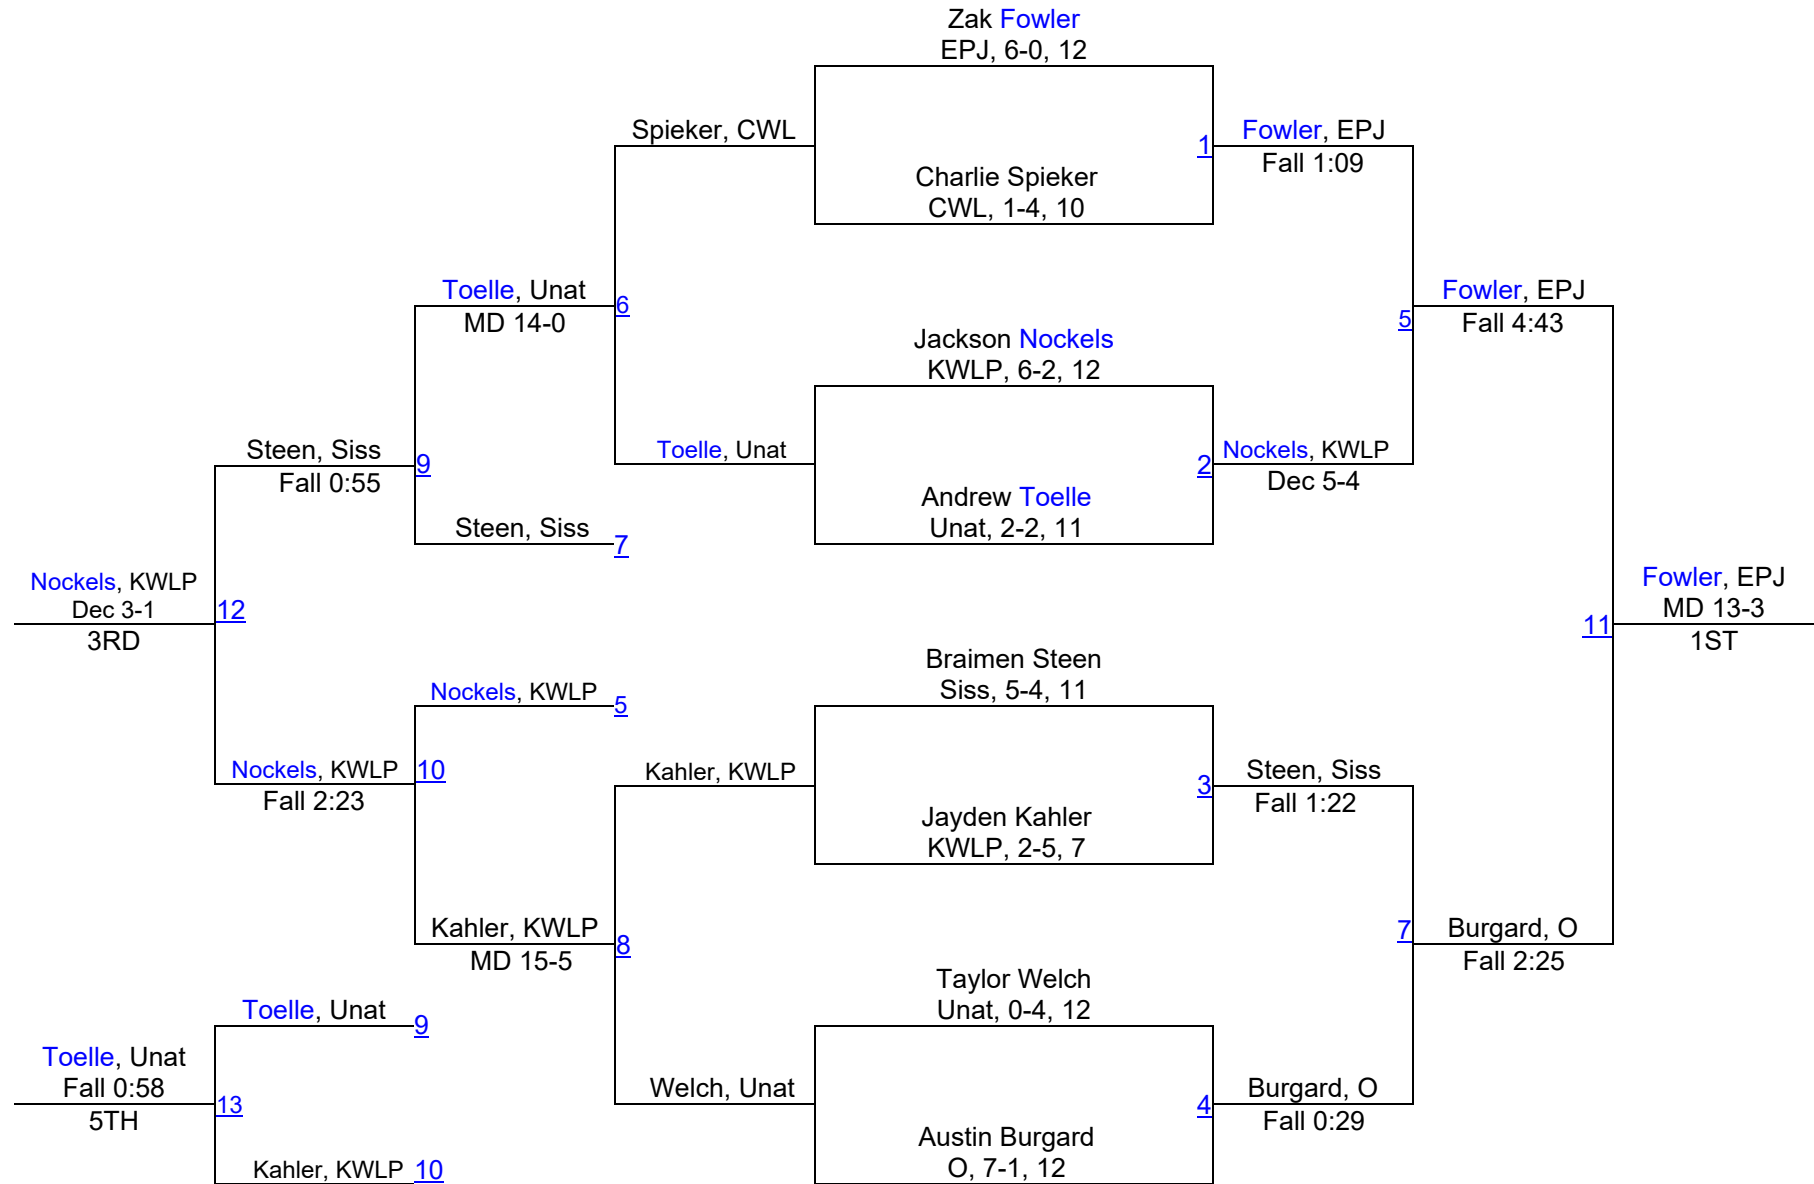 Zak Fowler
EPJ, 6-0, 12
Spieker, CWL
1
Fowler, EPJ
Fall 1:09
Charlie Spieker
CWL, 1-4, 10
Toelle, Unat
MD 14-0
6
Fowler, EPJ
Fall 4:43
5
Jackson Nockels
KWLP, 6-2, 12
Steen, Siss
Fall 0:55
9
Toelle, Unat
2
Nockels, KWLP
Dec 5-4
Andrew Toelle
Unat, 2-2, 11
Steen, Siss
7
Nockels, KWLP
Dec 3-1
3RD
12
Fowler, EPJ
MD 13-3
1ST
11
Braimen Steen
Siss, 5-4, 11
Nockels, KWLP
5
Nockels, KWLP
Fall 2:23
10
Kahler, KWLP
3
Steen, Siss
Fall 1:22
Jayden Kahler
KWLP, 2-5, 7
Kahler, KWLP
MD 15-5
8
7
Burgard, O
Fall 2:25
Taylor Welch
Unat, 0-4, 12
Toelle, Unat
9
Toelle, Unat
Fall 0:58
5TH
13
Welch, Unat
4
Burgard, O
Fall 0:29
Austin Burgard
O, 7-1, 12
Kahler, KWLP
10